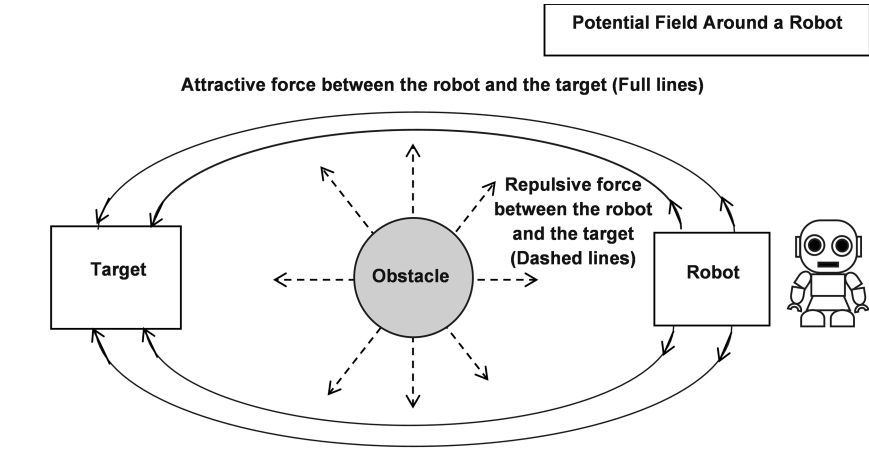 Potential Field Around a Robot
Attractive force between the robot and the target (Full lines)
Repulsive force
between the robot
and the target
(Dashed lines)
Target
Obstacle
Robot